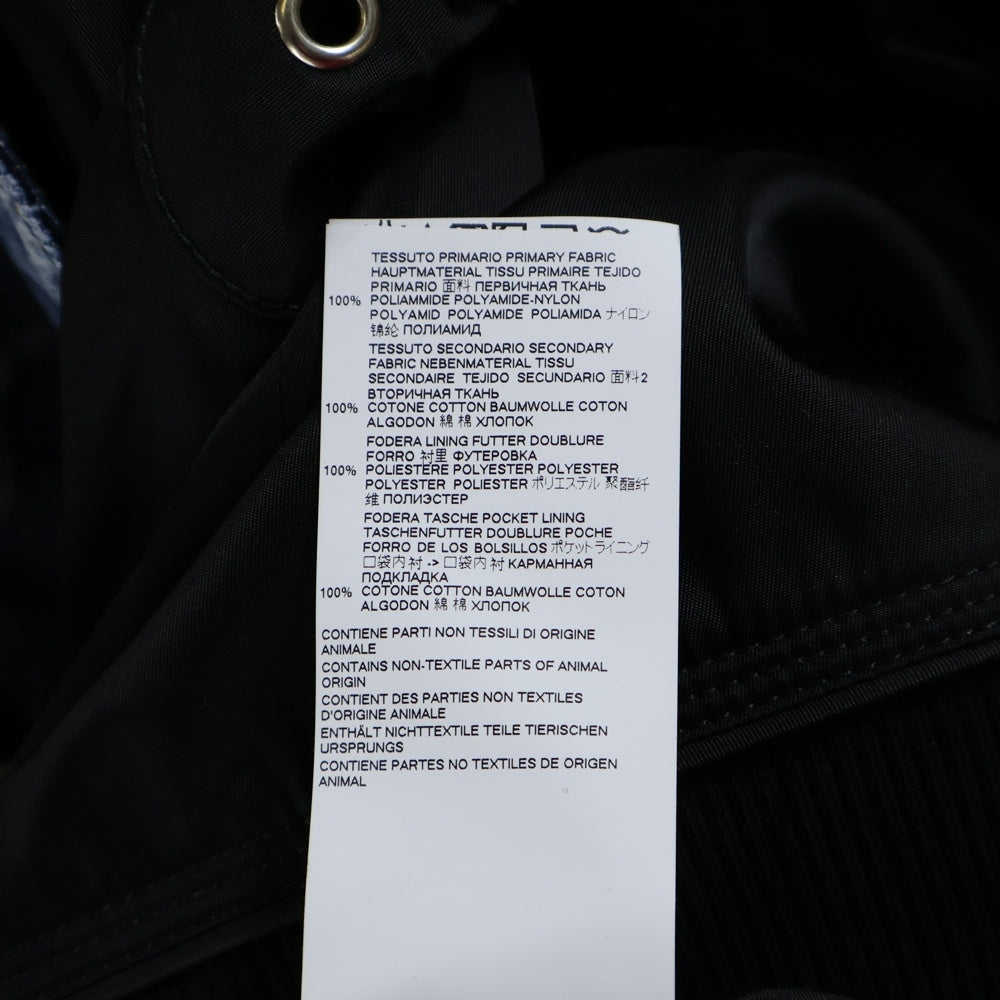 TESSUTO PRIMARIO PRIMARY FABRIC
HAUPTMATERIAL TISSU PRIMAIRE TEJIDO
PRIMARIO 面料 ПЕРВИЧНАЯ ТКАНЬ
100% POLIAMMIDE POLYAMIDE-NYLON
POLYAMID POLYAMIDE POLIAMIDA ナイロン
锦纶 ПОЛИАМИД
TESSUTO SECONDARIO SECONDARY
FABRIC NEBENMATERIAL TISSU
SECONDAIRE TEJIDO SECUNDARIO 面料2
ВТОРИЧНАЯ ТКАНЬ
100% COTONE COTTON BAUMWOLLE COTON
ALGODON 綿 棉 ХЛОПОК
FODERA LINING FUTTER DOUBLURE
FORRO 衬里 ФУТЕРОВКА
100% POLIESTERE POLYESTER POLYESTER
POLYESTER POLIESTER ポリエステル 聚酯纤
维 ПОЛИЭСТЕР
FODERA TASCHE POCKET LINING
TASCHENFUTTER DOUBLURE POCHE
FORRO DE LOS BOLSILLOS ポケットライニング
口袋内衬 -> 口袋内衬 КАРМАННАЯ
ПОДКЛАДКА
100% COTONE COTTON BAUMWOLLE COTON
ALGODON 綿 棉 ХЛОПОК
CONTIENE PARTI NON TESSILI DI ORIGINE
ANIMALE
CONTAINS NON-TEXTILE PARTS OF ANIMAL
ORIGIN
CONTIENT DES PARTIES NON TEXTILES
D'ORIGINE ANIMALE
ENTHÄLT NICHTTEXTILE TEILE TIERISCHEN
URSPRUNGS
CONTIENE PARTES NO TEXTILES DE ORIGEN
ANIMAL